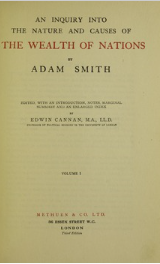 AN INQUIRY INTO
THE NATURE AND CAUSES OF
THE WEALTH OF NATIONS
BY
ADAM SMITH
EDITED, WITH AN INTRODUCTION, NOTES, MARGINAL
SUMMARY AND AN ENLARGED INDEX
BY
EDWIN CANNAN, M.A., LL.D.
VOLUME I
METHUEN & CO. LTD.
36 ESSEX STREET W.C.
LONDON